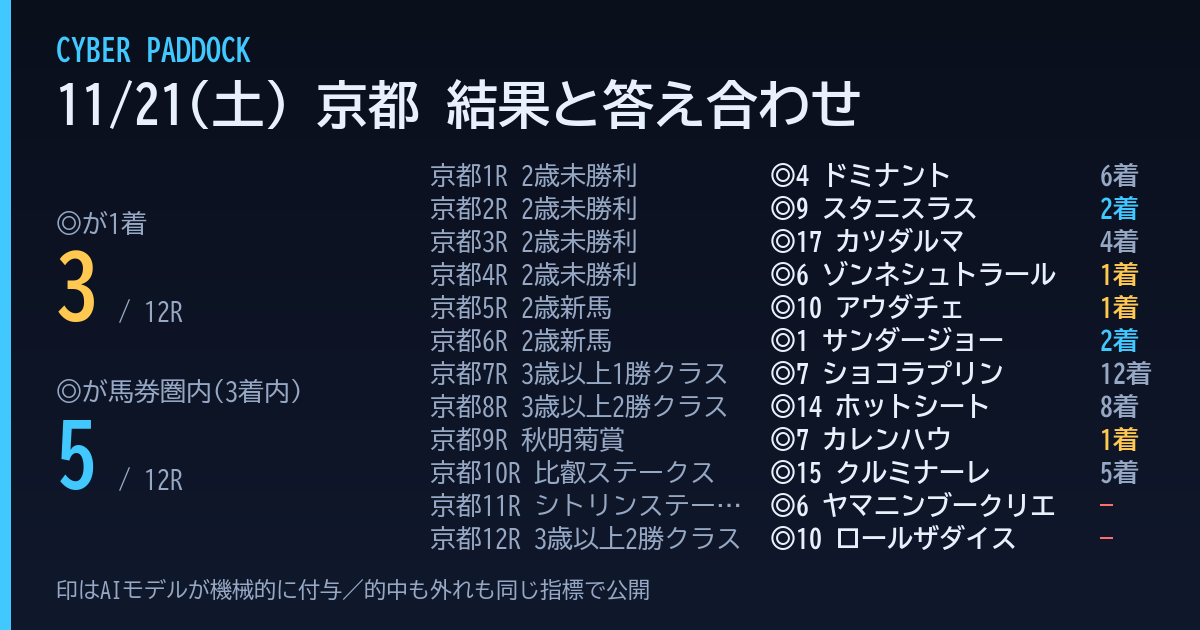 CYBER PADDOCK
11/21(土) 京都 結果と答え合わせ
◎が1着
3 / 12R
◎が馬券圏内(3着内)
5 / 12R
京都1R 2歳未勝利 ◎4 ドミナント 6着
京都2R 2歳未勝利 ◎9 スタニスラス 2着
京都3R 2歳未勝利 ◎17 カツダルマ 4着
京都4R 2歳未勝利 ◎6 ゾンネシュトラール 1着
京都5R 2歳新馬 ◎10 アウダチェ 1着
京都6R 2歳新馬 ◎1 サンダージョー 2着
京都7R 3歳以上1勝クラス ◎7 ショコラプリン 12着
京都8R 3歳以上2勝クラス ◎14 ホットシート 8着
京都9R 秋明菊賞 ◎7 カレンハウ 1着
京都10R 比叡ステークス ◎15 クルミナーレ 5着
京都11R シトリンステー… ◎6 ヤマニンブークリエ －
京都12R 3歳以上2勝クラス ◎10 ロールザダイス －
印はAIモデルが機械的に付与／的中も外れも同じ指標で公開